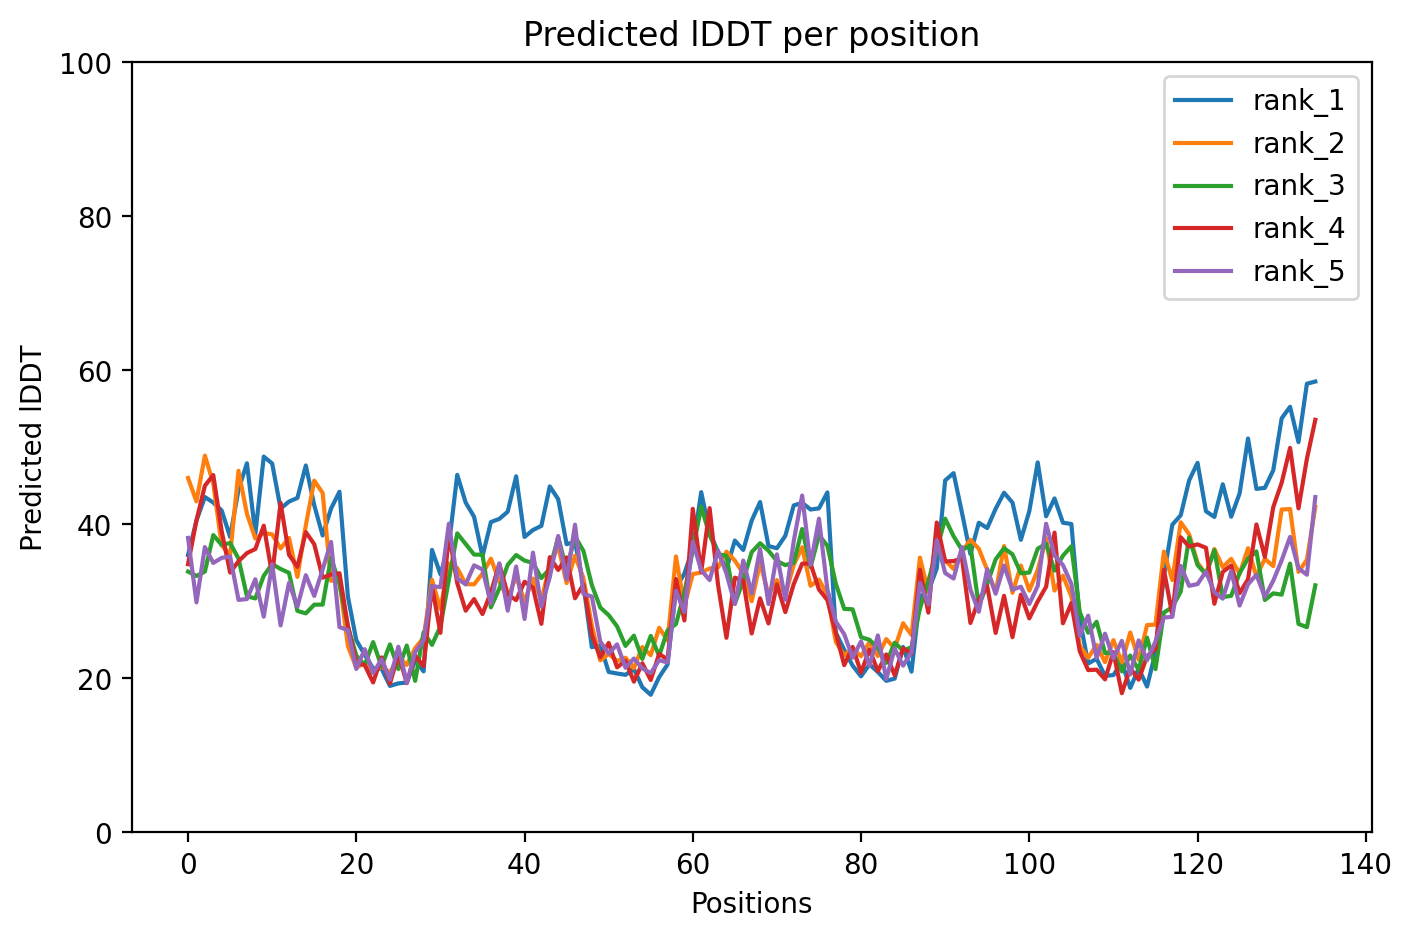 Predicted lDDT per position
100
80
60
40
20
0
Predicted lDDT
rank_1
rank_2
rank_3
rank_4
rank_5
0 20 40 60 80 100 120 140
Positions